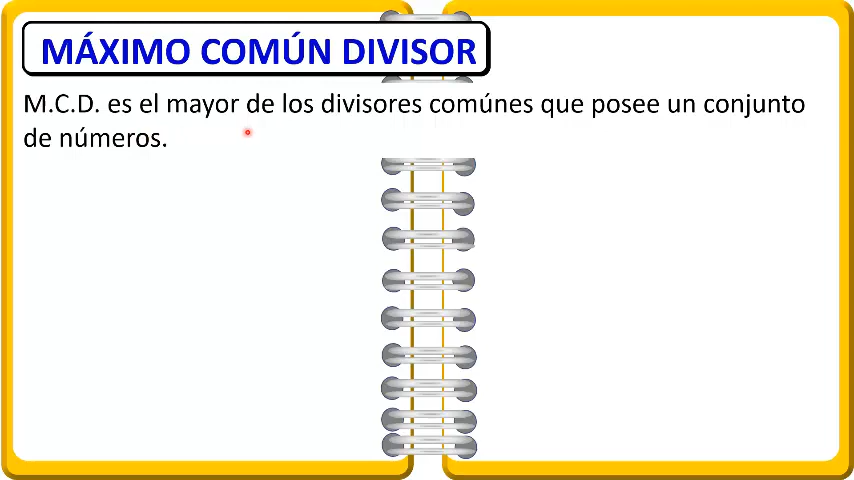 MÁXIMO COMÚN DIVISOR
M.C.D. es el mayor de los divisores comúnes que posee un conjunto
de números.